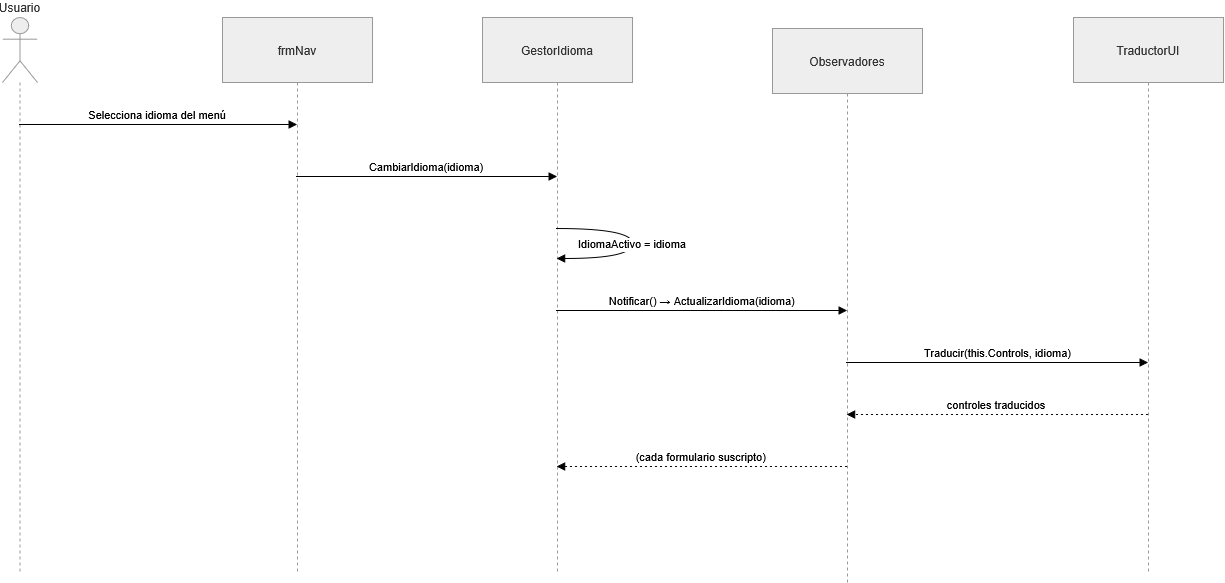 Usuario
frmNav
GestorIdioma
Observadores
TraductorUI
Selecciona idioma del menú
CambiarIdioma(idioma)
IdiomaActivo = idioma
Notificar() → ActualizarIdioma(idioma)
Traducir(this.Controls, idioma)
controles traducidos
(cada formulario suscripto)